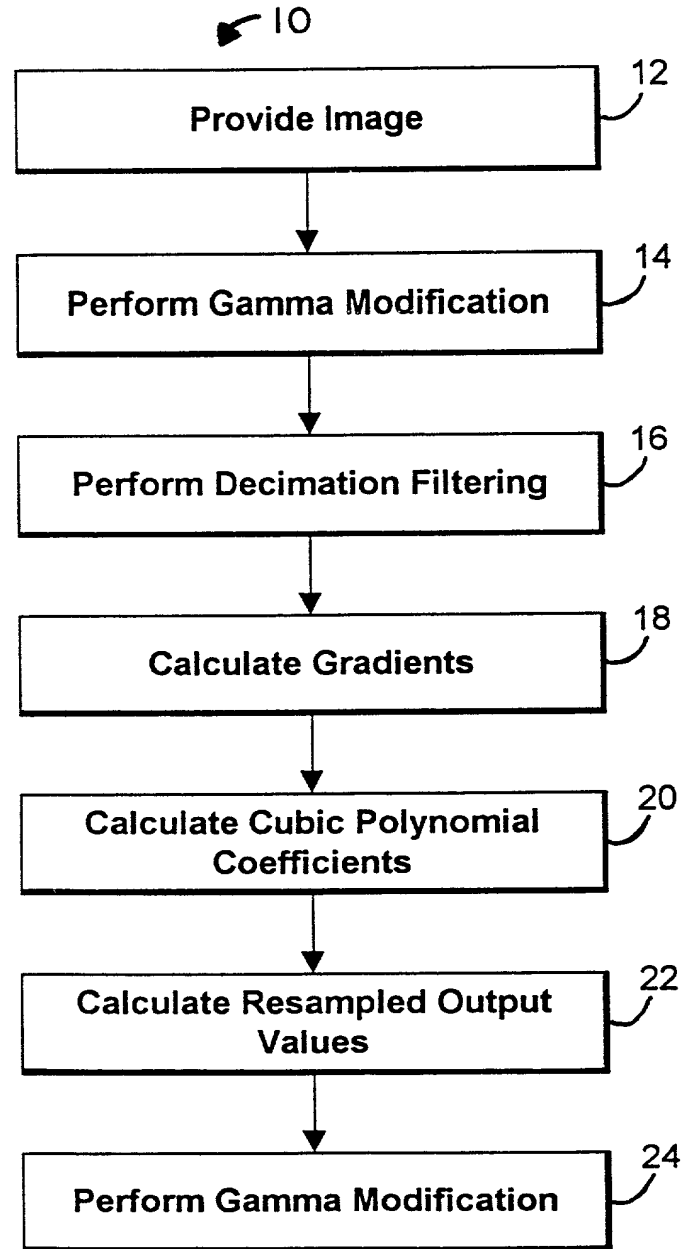 10
12
Provide Image
14
Perform Gamma Modification
16
Perform Decimation Filtering
18
Calculate Gradients
20
Calculate Cubic Polynomial
Coefficients
22
Calculate Resampled Output
Values
24
Perform Gamma Modification